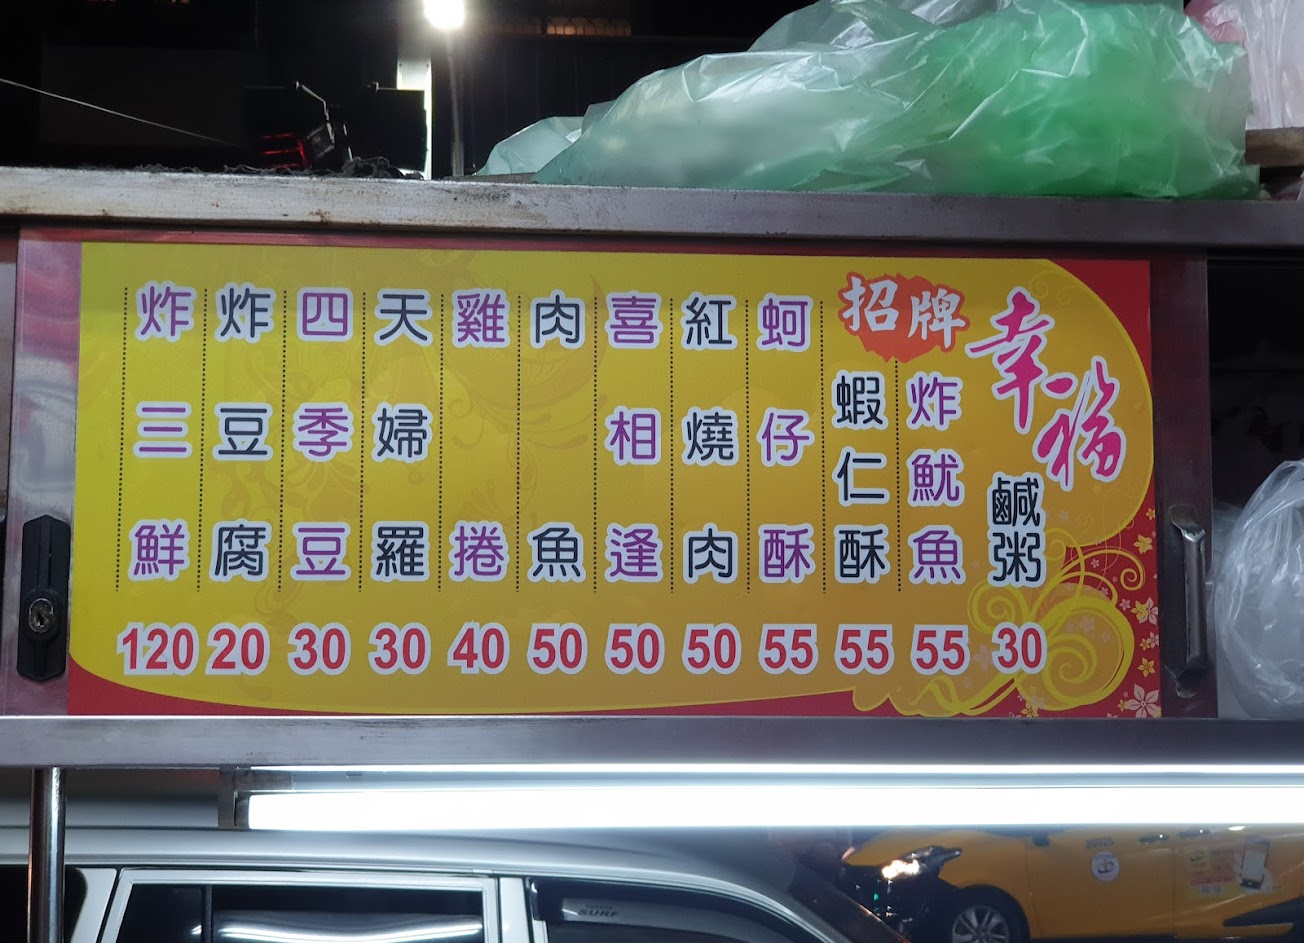 幸福
鹹粥 30
招牌
炸魷魚 55
蝦仁酥 55
蚵仔酥 55
紅燒肉 50
喜相逢 50
肉魚 50
雞捲 40
天婦羅 30
四季豆 30
炸豆腐 20
炸三鮮 120
SURF